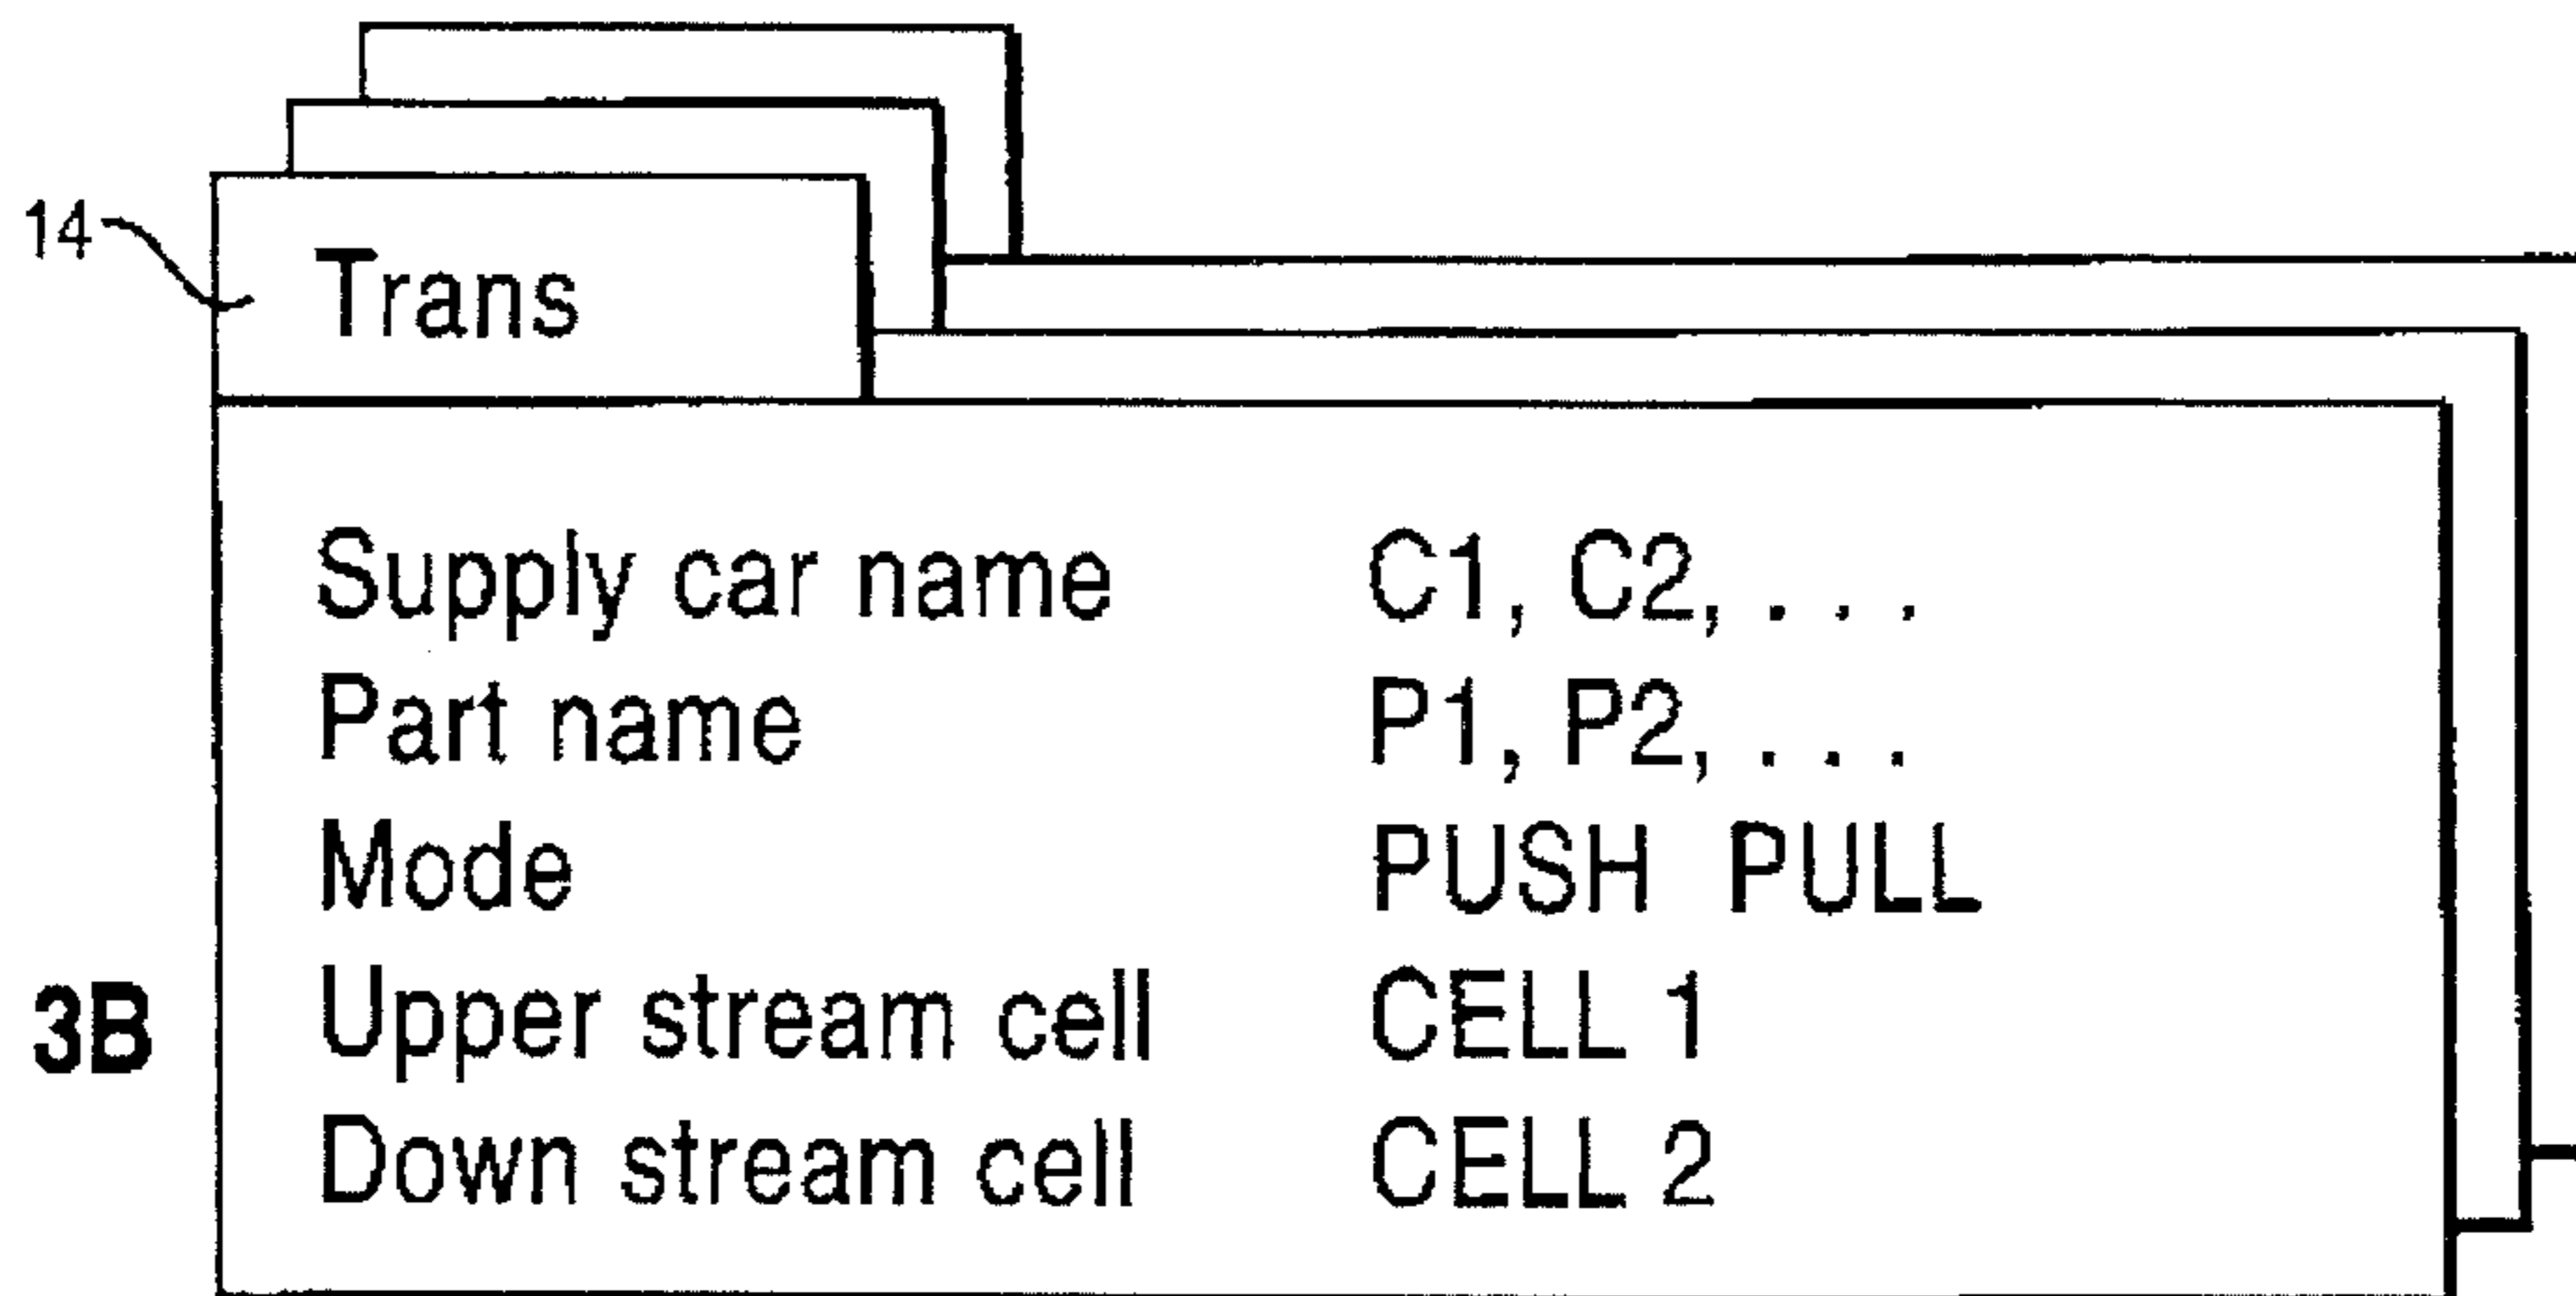 14
Trans
Supply car name C1, C2, . . .
Part name P1, P2, . . .
Mode PUSH PULL
3B
Upper stream cell CELL 1
Down stream cell CELL 2